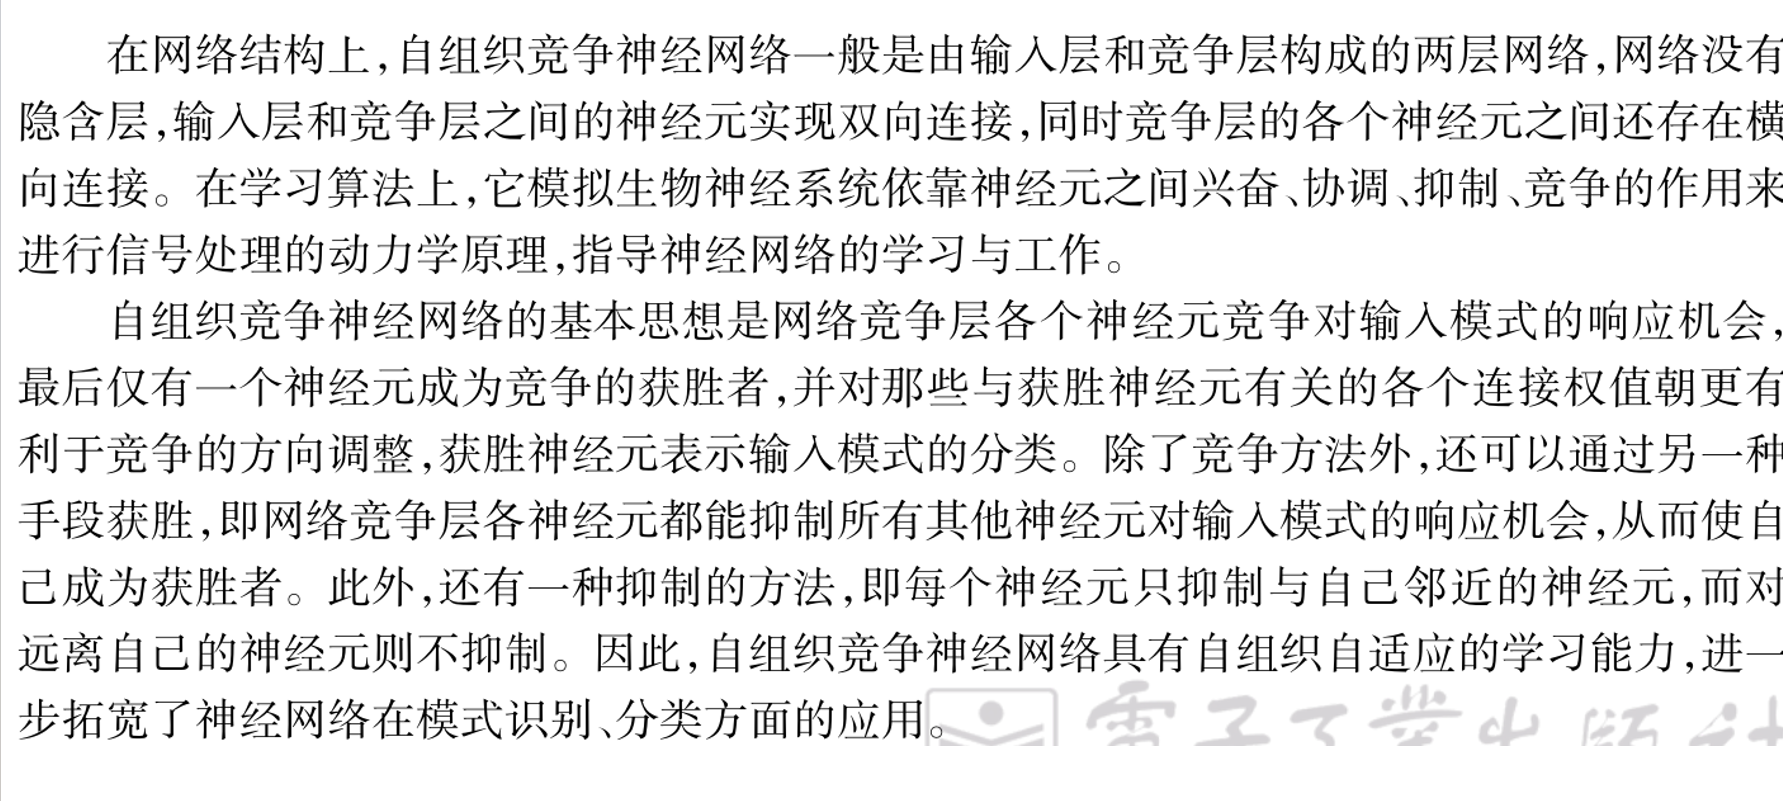 在网络结构上,自组织竞争神经网络一般是由输入层和竞争层构成的两层网络,网络没有
隐含层,输入层和竞争层之间的神经元实现双向连接,同时竞争层的各个神经元之间还存在横
向连接。在学习算法上,它模拟生物神经系统依靠神经元之间兴奋、协调、抑制、竞争的作用来
进行信号处理的动力学原理,指导神经网络的学习与工作。
自组织竞争神经网络的基本思想是网络竞争层各个神经元竞争对输入模式的响应机会,
最后仅有一个神经元成为竞争的获胜者,并对那些与获胜神经元有关的各个连接权值朝更有
利于竞争的方向调整,获胜神经元表示输入模式的分类。除了竞争方法外,还可以通过另一种
手段获胜,即网络竞争层各神经元都能抑制所有其他神经元对输入模式的响应机会,从而使自
己成为获胜者。此外,还有一种抑制的方法,即每个神经元只抑制与自己邻近的神经元,而对
远离自己的神经元则不抑制。因此,自组织竞争神经网络具有自组织自适应的学习能力,进一
步拓宽了神经网络在模式识别、分类方面的应用。
电子工业出版社